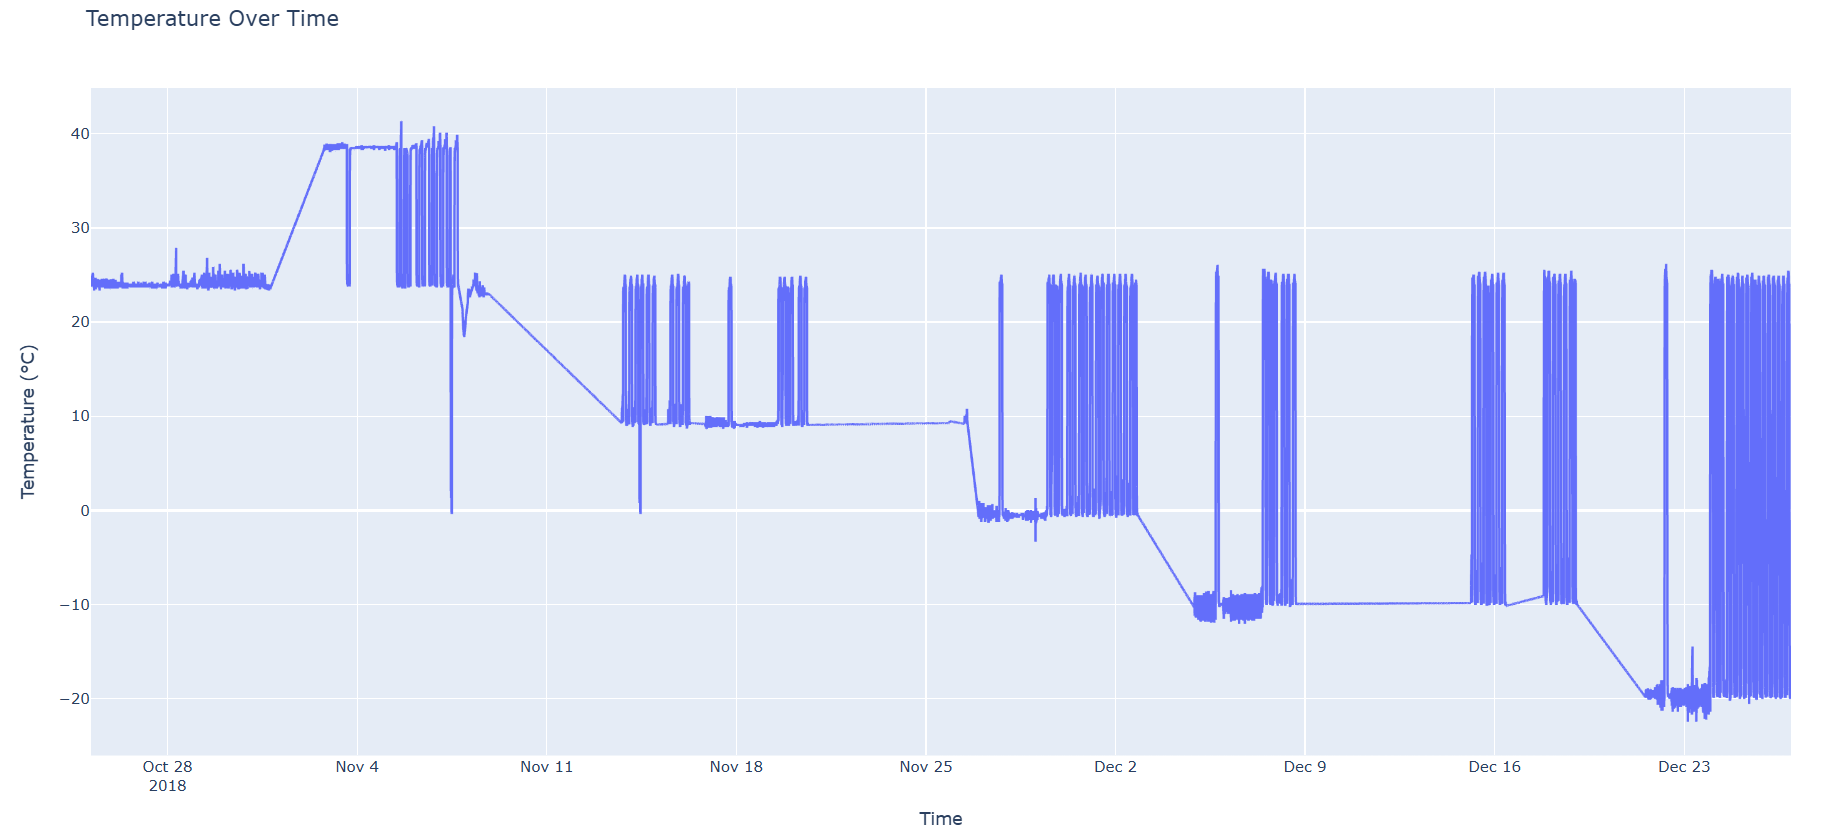 Temperature Over Time
Temperature (°C)
40
30
20
10
0
−10
−20
Oct 28
2018
Nov 4
Nov 11
Nov 18
Nov 25
Dec 2
Dec 9
Dec 16
Dec 23
Time